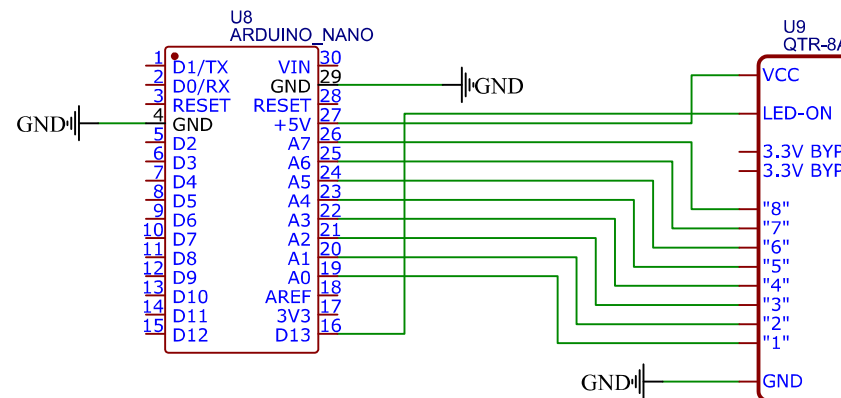 U8
ARDUINO_NANO
1 D1/TX
2 D0/RX
3 RESET
4 GND
5 D2
6 D3
7 D4
8 D5
9 D6
10 D7
11 D8
12 D9
13 D10
14 D11
15 D12
VIN 30
GND 29
RESET 28
+5V 27
A7 26
A6 25
A5 24
A4 23
A3 22
A2 21
A1 20
A0 19
AREF 18
3V3 17
D13 16
GND
GND
U9
QTR-8A
VCC
LED-ON
3.3V BYP
3.3V BYP
"8"
"7"
"6"
"5"
"4"
"3"
"2"
"1"
GND
GND